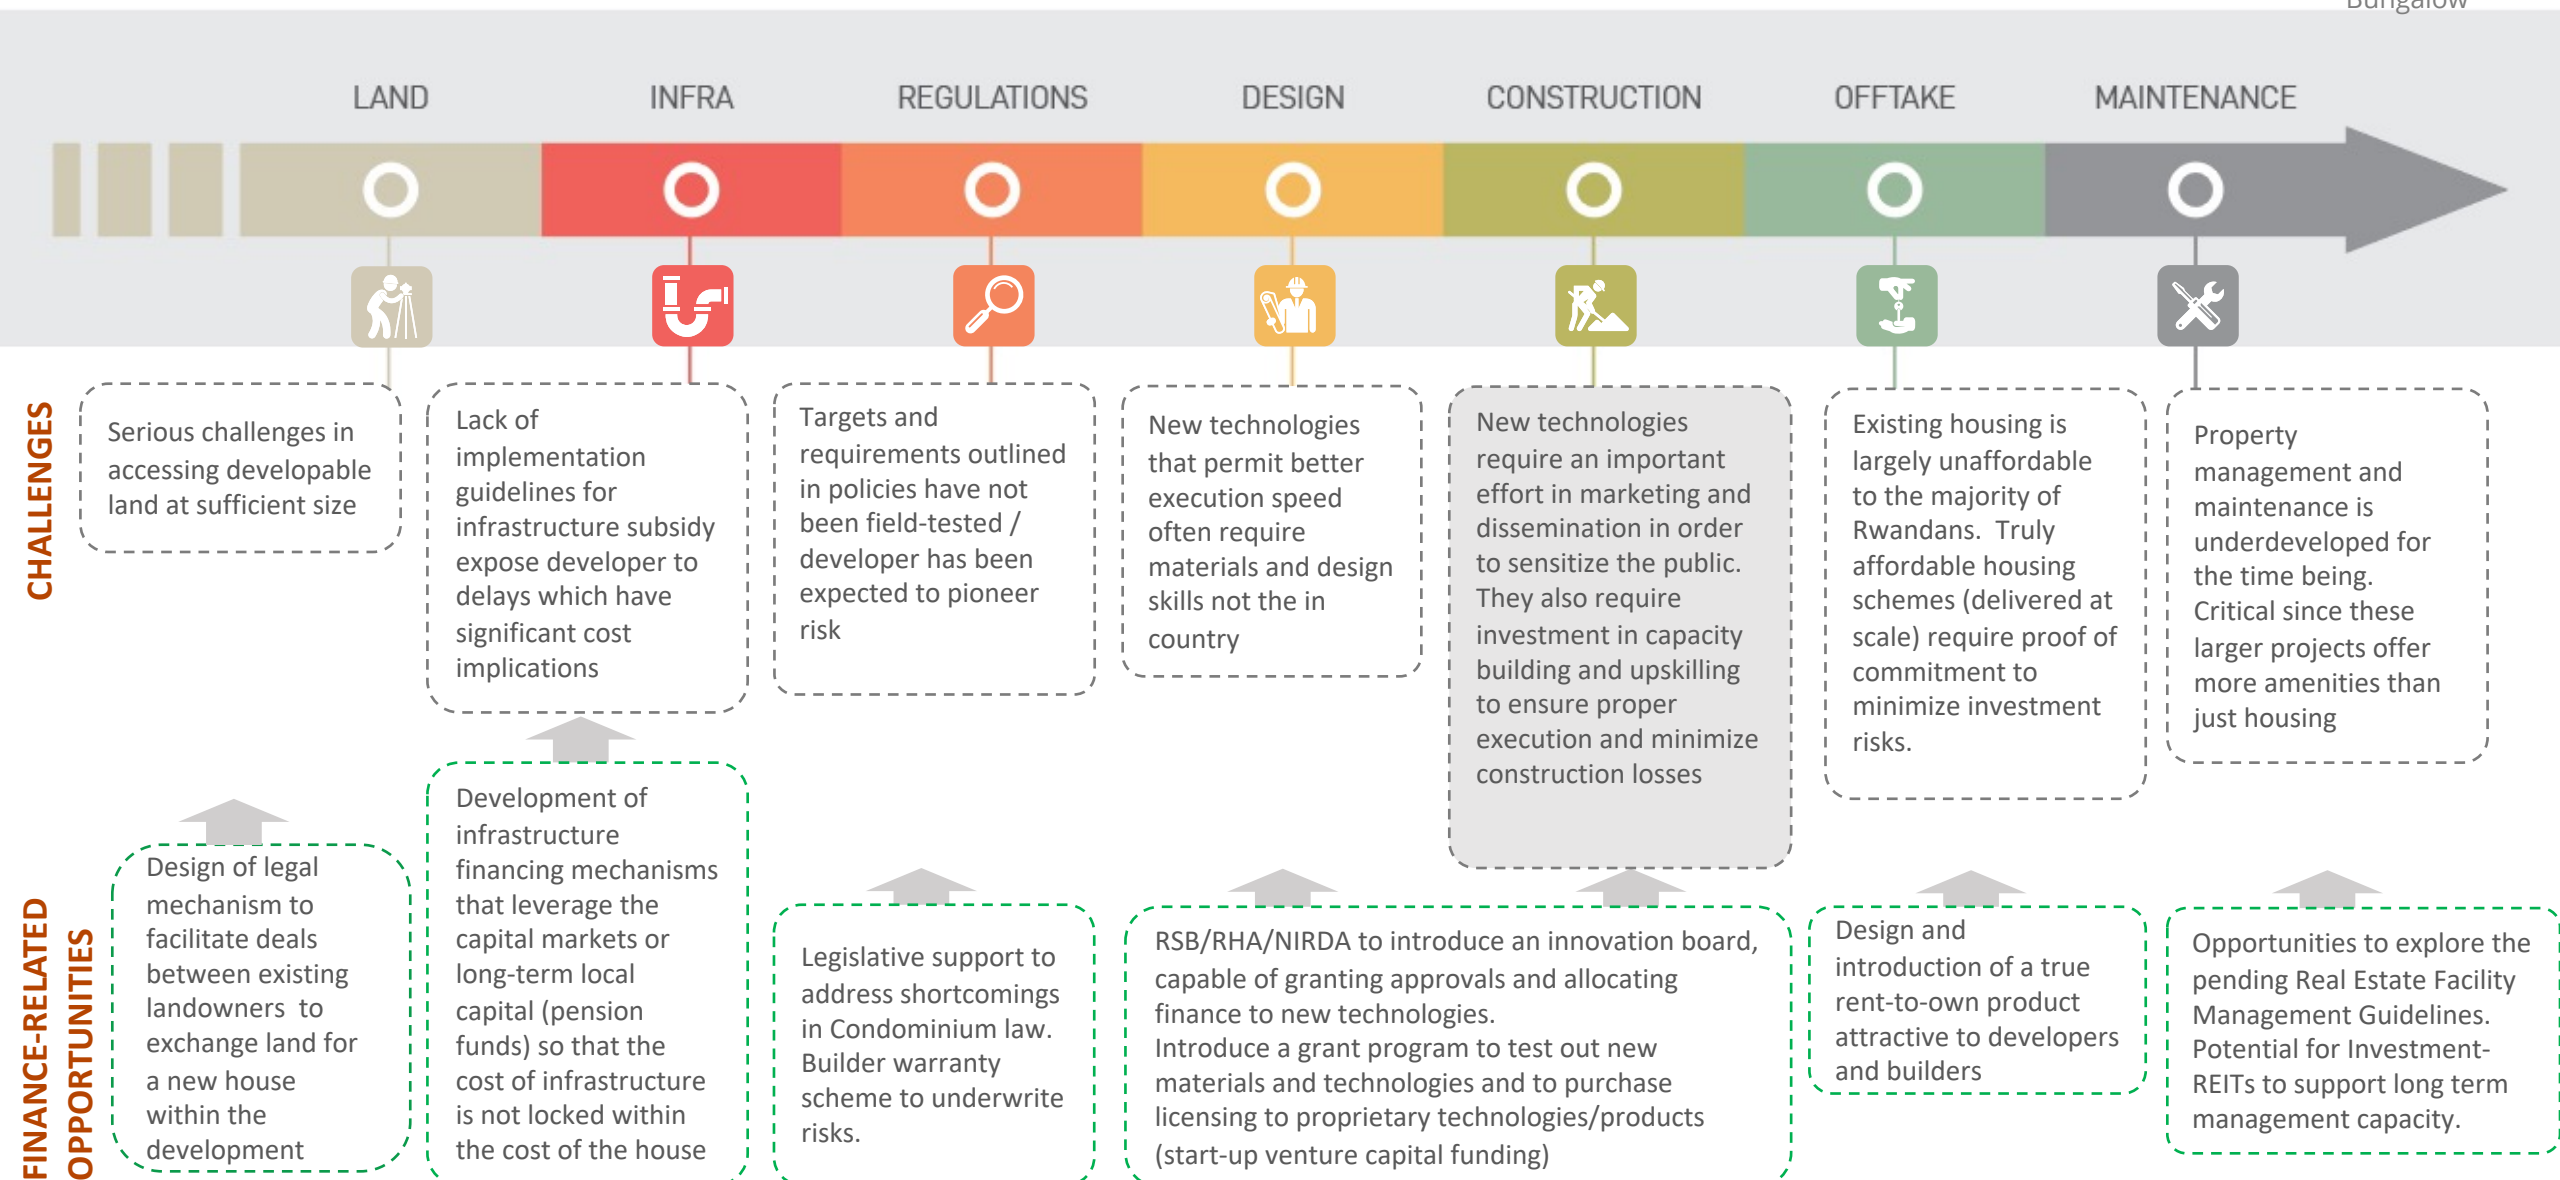 Bungalow
LAND
INFRA
REGULATIONS
DESIGN
CONSTRUCTION
OFFTAKE
MAINTENANCE
CHALLENGES
Serious challenges in
accessing developable
land at sufficient size
Lack of
implementation
guidelines for
infrastructure subsidy
expose developer to
delays which have
significant cost
implications
Targets and
requirements outlined
in policies have not
been field-tested /
developer has been
expected to pioneer
risk
New technologies
that permit better
execution speed
often require
materials and design
skills not the in
country
New technologies
require an important
effort in marketing and
dissemination in order
to sensitize the public.
They also require
investment in capacity
building and upskilling
to ensure proper
execution and minimize
construction losses
Existing housing is
largely unaffordable
to the majority of
Rwandans.  Truly
affordable housing
schemes (delivered at
scale) require proof of
commitment to
minimize investment
risks.
Property
management and
maintenance is
underdeveloped for
the time being.
Critical since these
larger projects offer
more amenities than
just housing
FINANCE-RELATED
OPPORTUNITIES
Design of legal
mechanism to
facilitate deals
between existing
landowners  to
exchange land for
a new house
within the
development
Development of
infrastructure
financing mechanisms
that leverage the
capital markets or
long-term local
capital (pension
funds) so that the
cost of infrastructure
is not locked within
the cost of the house
Legislative support to
address shortcomings
in Condominium law.
Builder warranty
scheme to underwrite
risks.
RSB/RHA/NIRDA to introduce an innovation board,
capable of granting approvals and allocating
finance to new technologies.
Introduce a grant program to test out new
materials and technologies and to purchase
licensing to proprietary technologies/products
(start-up venture capital funding)
Design and
introduction of a true
rent-to-own product
attractive to developers
and builders
Opportunities to explore the
pending Real Estate Facility
Management Guidelines.
Potential for Investment-
REITs to support long term
management capacity.